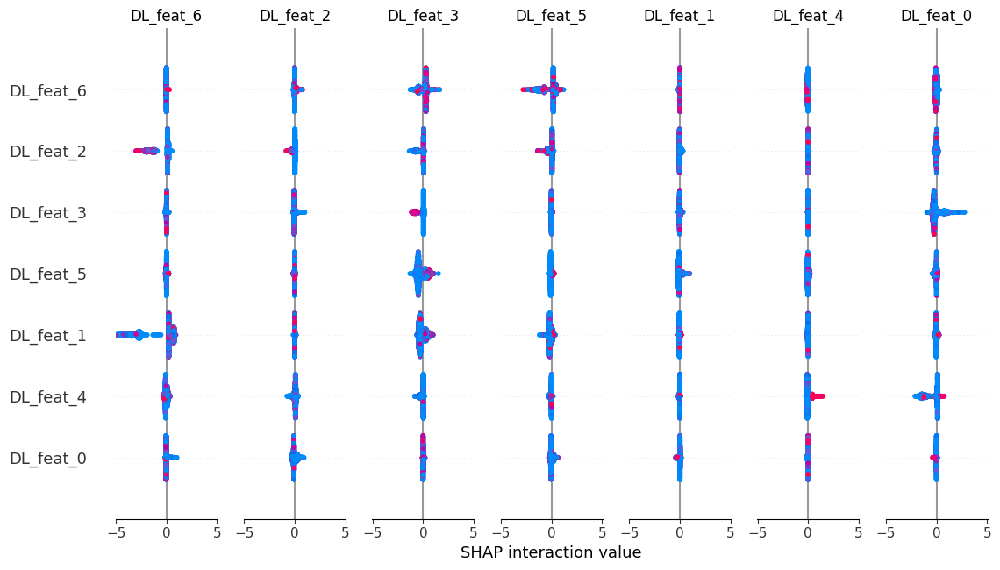 DL_feat_6 DL_feat_2 DL_feat_3 DL_feat_5 DL_feat_1 DL_feat_4 DL_feat_0
DL_feat_6
DL_feat_2
DL_feat_3
DL_feat_5
DL_feat_1
DL_feat_4
DL_feat_0
−5 0 5 −5 0 5 −5 0 5 −5 0 5 −5 0 5 −5 0 5 −5 0 5
SHAP interaction value